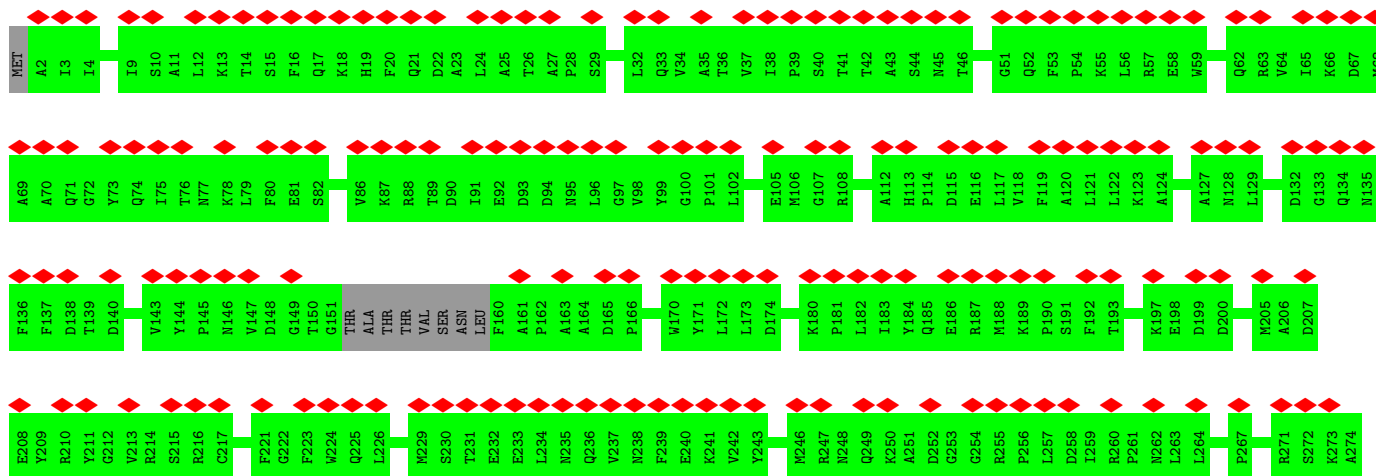 MET A2 I3 I4 I9 S10 A11 L12 K13 T14 S15 F16 Q17 K18 H19 F20 Q21 D22 A23 L24 A25 T26 A27 P28 S29 L32 Q33 V34 A35 T36 V37 I38 P39 S40 T41 T42 A43 S44 N45 T46 G51 Q52 F53 P54 K55 L56 R57 E58 W59 Q62 R63 V64 I65 K66 D67
A69 A70 Q71 G72 Y73 Q74 I75 T76 N77 K78 L79 F80 E81 S82 V86 K87 R88 T89 D90 I91 E92 D93 D94 N95 L96 G97 V98 Y99 G100 P101 L102 E105 M106 G107 R108 A112 H113 P114 D115 E116 L117 V118 F119 A120 L121 L122 K123 A124 A127 N128 L129 D132 G133 Q134 N135
F136 F137 D138 T139 D140 V143 Y144 P145 N146 V147 D148 G149 T150 G151 THR ALA THR THR VAL SER ASN LEU F160 A161 P162 A163 A164 D165 P166 W170 Y171 L172 L173 D174 K180 P181 L182 I183 Y184 Q185 E186 R187 M188 K189 P190 S191 F192 T193 K197 E198 D199 D200 M205 A206 D207
E208 Y209 R210 Y211 G212 V213 R214 S215 R216 C217 F221 G222 F223 W224 Q225 L226 M229 S230 T231 E232 E233 L234 N235 Q236 V237 N238 F239 E240 K241 V242 Y243 M246 R247 N248 Q249 K250 A251 D252 G253 G254 R255 P256 L257 D258 I259 R260 P261 N262 L263 L264 P267 R271 S272 K273 A274